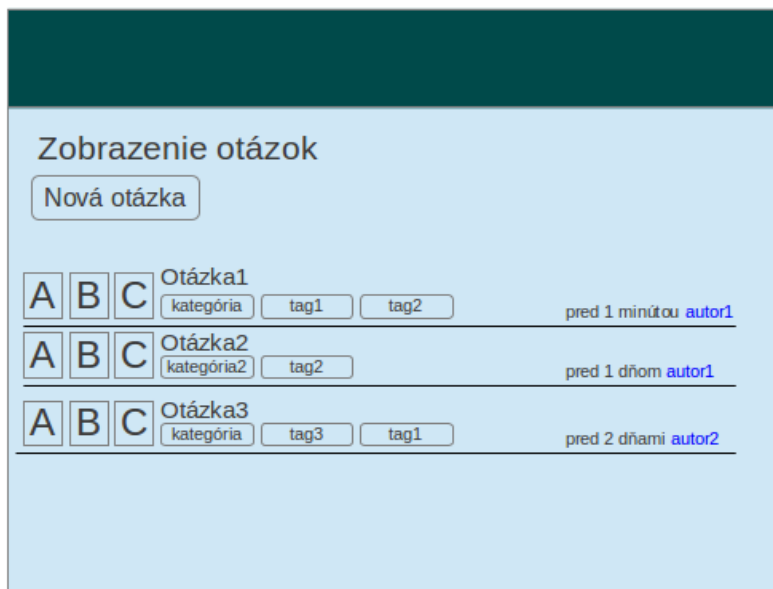 Zobrazenie otázok
Nová otázka
A B C Otázka1
kategória tag1 tag2 pred 1 minútou autor1
A B C Otázka2
kategória2 tag2 pred 1 dňom autor1
A B C Otázka3
kategória tag3 tag1 pred 2 dňami autor2